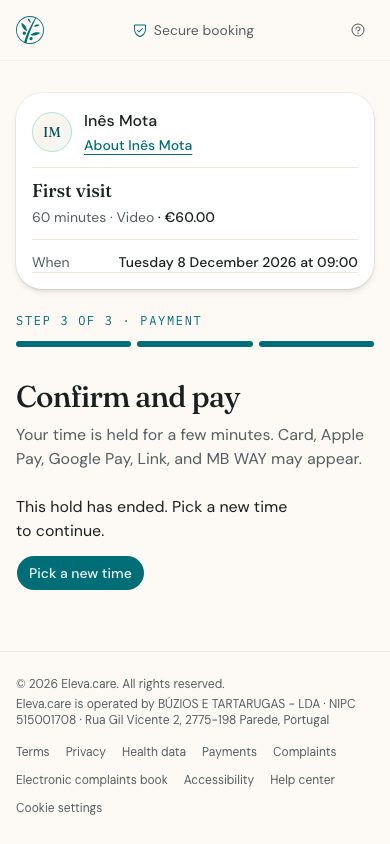 Secure booking
IM
Inês Mota
About Inês Mota
First visit
60 minutes · Video · €60.00
When
Tuesday 8 December 2026 at 09:00
STEP 3 OF 3 · PAYMENT
Confirm and pay
Your time is held for a few minutes. Card, Apple
Pay, Google Pay, Link, and MB WAY may appear.
This hold has ended. Pick a new time
to continue.
Pick a new time
© 2026 Eleva.care. All rights reserved.
Eleva.care is operated by BÚZIOS E TARTARUGAS – LDA · NIPC
515001708 · Rua Gil Vicente 2, 2775-198 Parede, Portugal
Terms Privacy Health data Payments Complaints
Electronic complaints book Accessibility Help center
Cookie settings